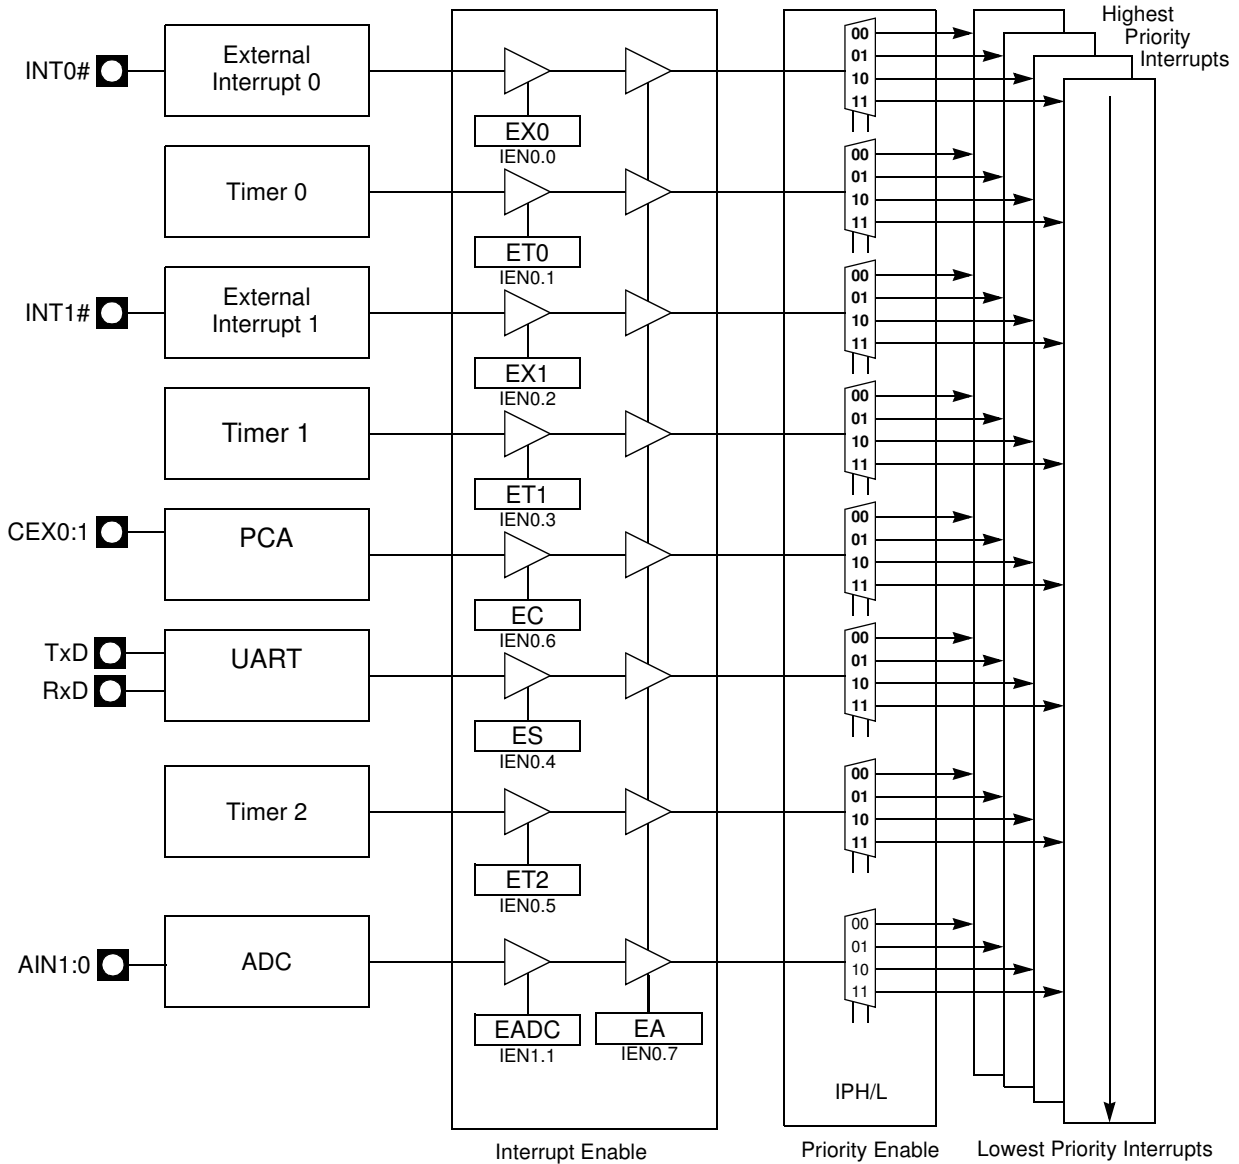 Highest
Priority
Interrupts
INT0#
External
Interrupt 0
EX0
IEN0.0
00
01
10
11
Timer 0
ET0
IEN0.1
00
01
10
11
INT1#
External
Interrupt 1
EX1
IEN0.2
00
01
10
11
Timer 1
ET1
IEN0.3
00
01
10
11
CEX0:1
PCA
EC
IEN0.6
00
01
10
11
TxD
RxD
UART
ES
IEN0.4
00
01
10
11
Timer 2
ET2
IEN0.5
00
01
10
11
AIN1:0
ADC
EADC
IEN1.1
EA
IEN0.7
00
01
10
11
IPH/L
Interrupt Enable
Priority Enable
Lowest Priority Interrupts